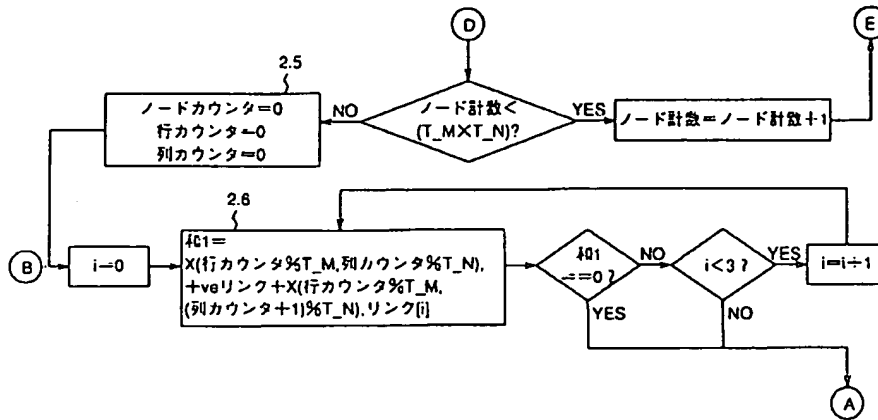 D
E
2.5
ノードカウンタ=0
行カウンタ=0
列カウンタ=0
NO
ノード計数<
(T_M×T_N)?
YES
ノード計数=ノード計数+1
2.6
B
i=0
和1=
X(行カウンタ%T_M,列カウンタ%T_N),
+veリンク+X(行カウンタ%T_M,
(列カウンタ+1)%T_N),リンク[i]
和1
==0?
NO
YES
i<3?
YES
NO
i=i+1
A